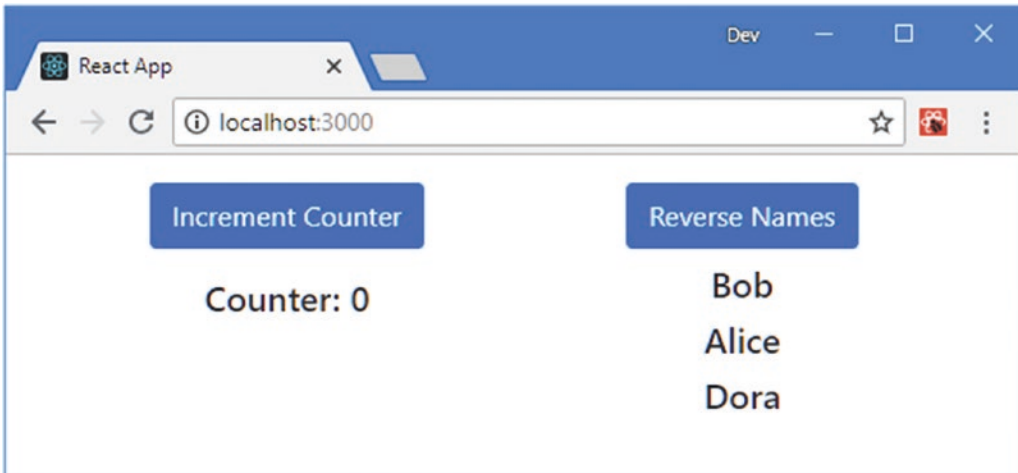 Dev
React App
localhost:3000
Increment Counter
Counter: 0
Reverse Names
Bob
Alice
Dora